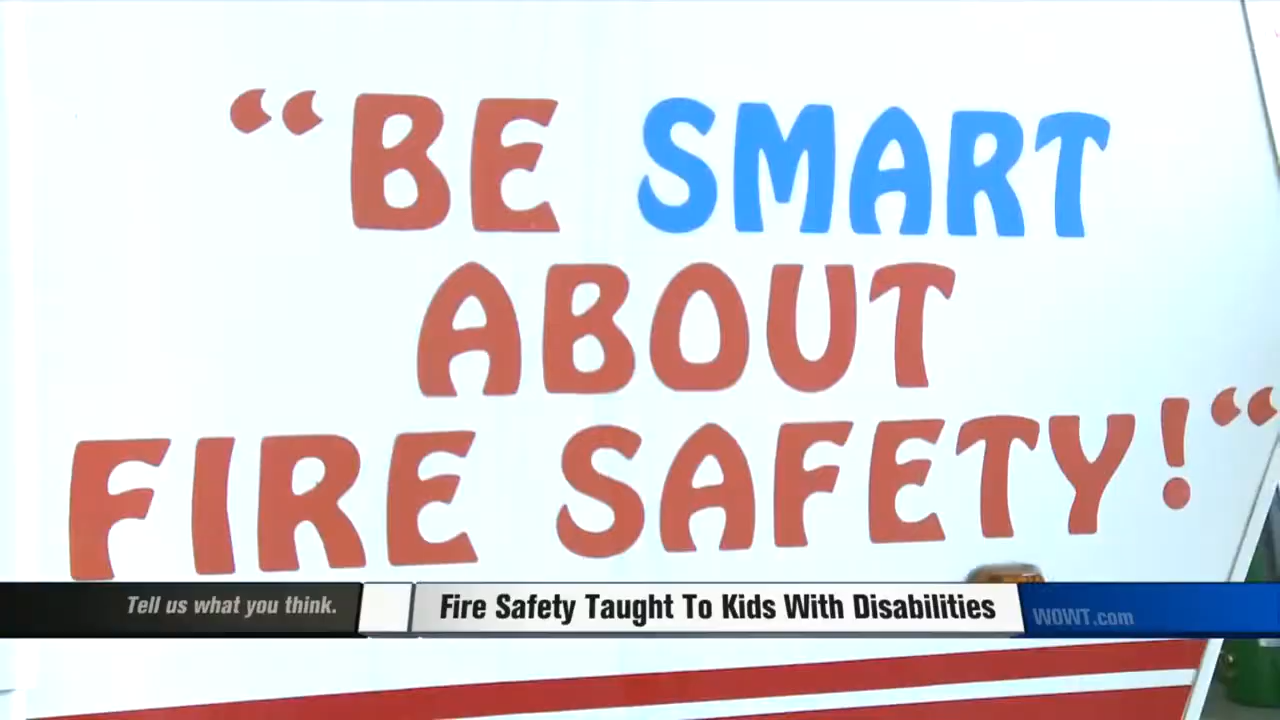 “BE SMART
ABOUT
FIRE SAFETY!“
Tell us what you think.
Fire Safety Taught To Kids With Disabilities
WOWT.com